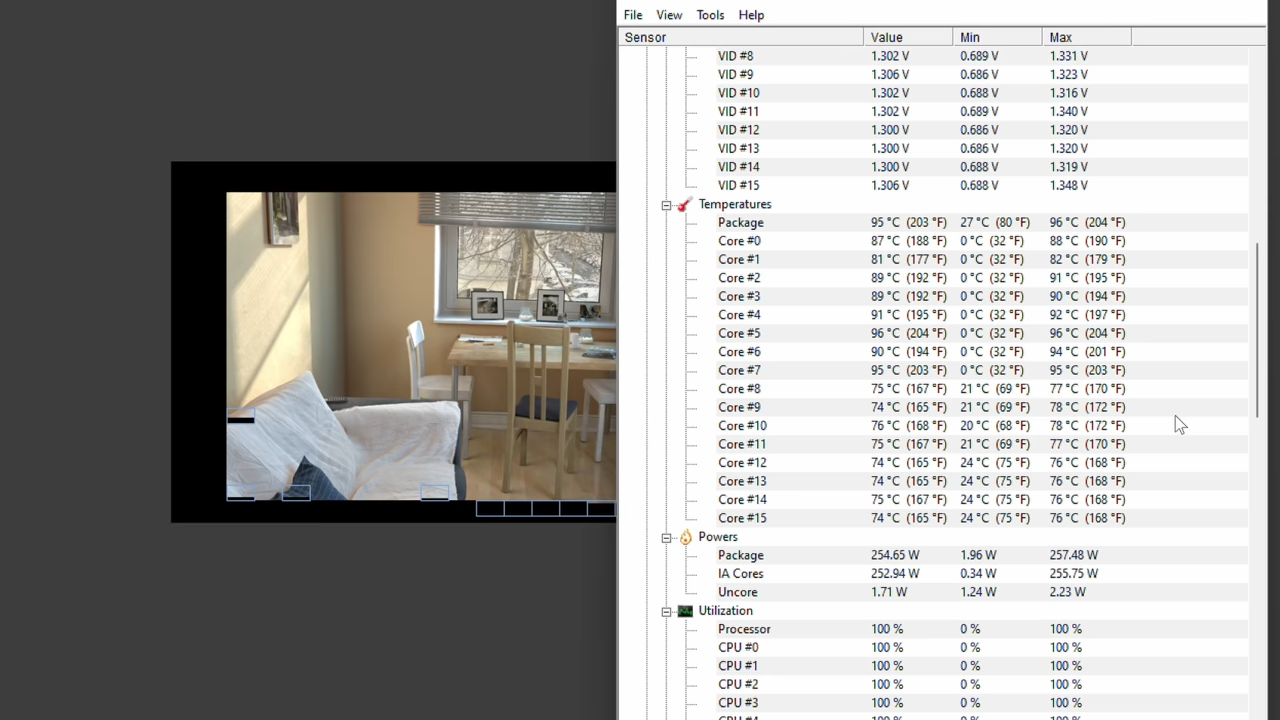 File View Tools Help
Sensor Value Min Max
VID #8 1.302 V 0.689 V 1.331 V
VID #9 1.306 V 0.686 V 1.323 V
VID #10 1.302 V 0.688 V 1.316 V
VID #11 1.302 V 0.689 V 1.340 V
VID #12 1.300 V 0.686 V 1.320 V
VID #13 1.300 V 0.686 V 1.320 V
VID #14 1.300 V 0.688 V 1.319 V
VID #15 1.306 V 0.688 V 1.348 V
Temperatures
Package 95 °C (203 °F) 27 °C (80 °F) 96 °C (204 °F)
Core #0 87 °C (188 °F) 0 °C (32 °F) 88 °C (190 °F)
Core #1 81 °C (177 °F) 0 °C (32 °F) 82 °C (179 °F)
Core #2 89 °C (192 °F) 0 °C (32 °F) 91 °C (195 °F)
Core #3 89 °C (192 °F) 0 °C (32 °F) 90 °C (194 °F)
Core #4 91 °C (195 °F) 0 °C (32 °F) 92 °C (197 °F)
Core #5 96 °C (204 °F) 0 °C (32 °F) 96 °C (204 °F)
Core #6 90 °C (194 °F) 0 °C (32 °F) 94 °C (201 °F)
Core #7 95 °C (203 °F) 0 °C (32 °F) 95 °C (203 °F)
Core #8 75 °C (167 °F) 21 °C (69 °F) 77 °C (170 °F)
Core #9 74 °C (165 °F) 21 °C (69 °F) 78 °C (172 °F)
Core #10 76 °C (168 °F) 20 °C (68 °F) 78 °C (172 °F)
Core #11 75 °C (167 °F) 21 °C (69 °F) 77 °C (170 °F)
Core #12 74 °C (165 °F) 24 °C (75 °F) 76 °C (168 °F)
Core #13 74 °C (165 °F) 24 °C (75 °F) 76 °C (168 °F)
Core #14 75 °C (167 °F) 24 °C (75 °F) 76 °C (168 °F)
Core #15 74 °C (165 °F) 24 °C (75 °F) 76 °C (168 °F)
Powers
Package 254.65 W 1.96 W 257.48 W
IA Cores 252.94 W 0.34 W 255.75 W
Uncore 1.71 W 1.24 W 2.23 W
Utilization
Processor 100 % 0 % 100 %
CPU #0 100 % 0 % 100 %
CPU #1 100 % 0 % 100 %
CPU #2 100 % 0 % 100 %
CPU #3 100 % 0 % 100 %